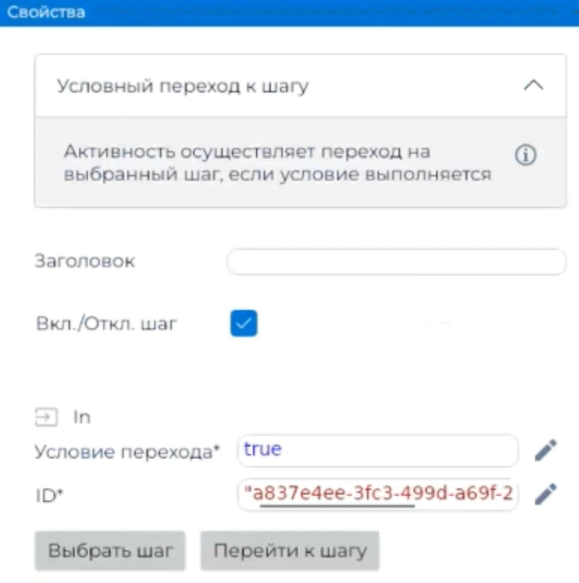 Свойства
Условный переход к шагу
Активность осуществляет переход на
выбранный шаг, если условие выполняется
Заголовок
Вкл./Откл. шаг
In
Условие перехода* true
ID* "a837e4ee-3fc3-499d-a69f-2
Выбрать шаг Перейти к шагу